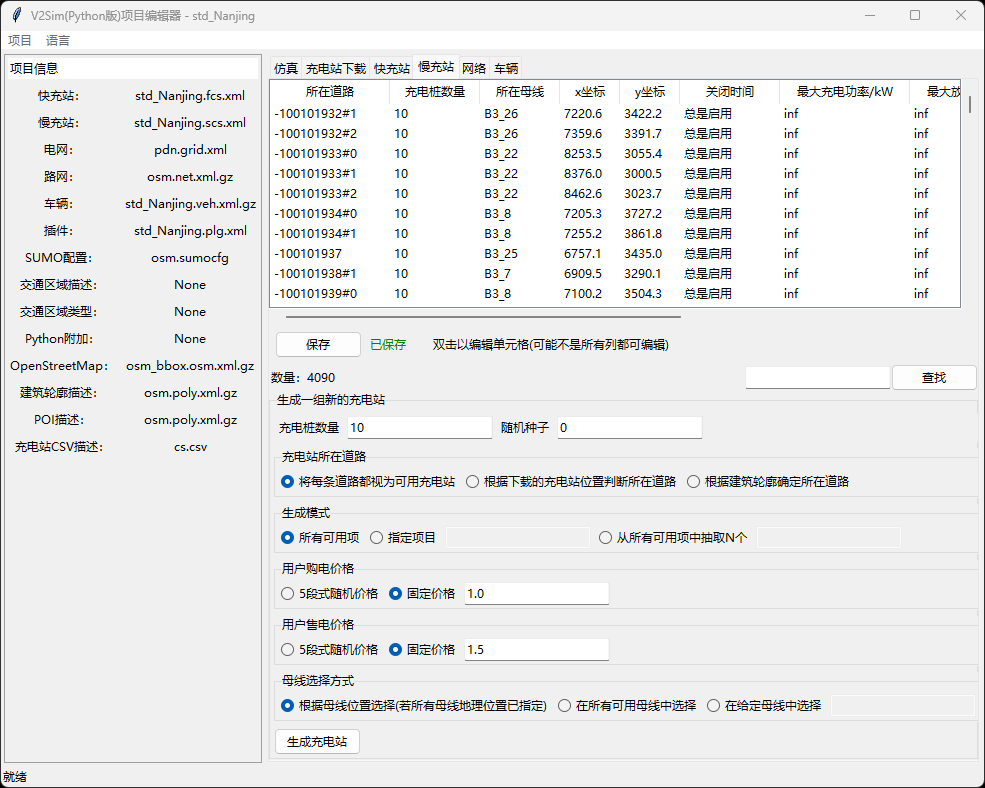 V2Sim(Python版)项目编辑器 - std_Nanjing
项目 语言
项目信息
快充站: std_Nanjing.fcs.xml
慢充站: std_Nanjing.scs.xml
电网: pdn.grid.xml
路网: osm.net.xml.gz
车辆: std_Nanjing.veh.xml.gz
插件: std_Nanjing.plg.xml
SUMO配置: osm.sumocfg
交通区域描述: None
交通区域类型: None
Python附加: None
OpenStreetMap: osm_bbox.osm.xml.gz
建筑轮廓描述: osm.poly.xml.gz
POI描述: osm.poly.xml.gz
充电站CSV描述: cs.csv
仿真 充电站下载 快充站 慢充站 网络 车辆
所在道路 充电桩数量 所在母线 x坐标 y坐标 关闭时间 最大充电功率/kW 最大放
-100101932#1 10 B3_26 7220.6 3422.2 总是启用 inf inf
-100101932#2 10 B3_26 7359.6 3391.7 总是启用 inf inf
-100101933#0 10 B3_22 8253.5 3055.4 总是启用 inf inf
-100101933#1 10 B3_22 8376.0 3000.5 总是启用 inf inf
-100101933#2 10 B3_22 8462.6 3023.7 总是启用 inf inf
-100101934#0 10 B3_8 7205.3 3727.2 总是启用 inf inf
-100101934#1 10 B3_8 7255.2 3861.8 总是启用 inf inf
-100101937 10 B3_25 6757.1 3435.0 总是启用 inf inf
-100101938#1 10 B3_7 6909.5 3290.1 总是启用 inf inf
-100101939#0 10 B3_8 7100.2 3504.3 总是启用 inf inf
保存 已保存 双击以编辑单元格(可能不是所有列都可编辑)
数量: 4090 查找
生成一组新的充电站
充电桩数量 10 随机种子 0
充电站所在道路
将每条道路都视为可用充电站 根据下载的充电站位置判断所在道路 根据建筑轮廓确定所在道路
生成模式
所有可用项 指定项目 从所有可用项中抽取N个
用户购电价格
5段式随机价格 固定价格 1.0
用户售电价格
5段式随机价格 固定价格 1.5
母线选择方式
根据母线位置选择(若所有母线地理位置已指定) 在所有可用母线中选择 在给定母线中选择
生成充电站
就绪